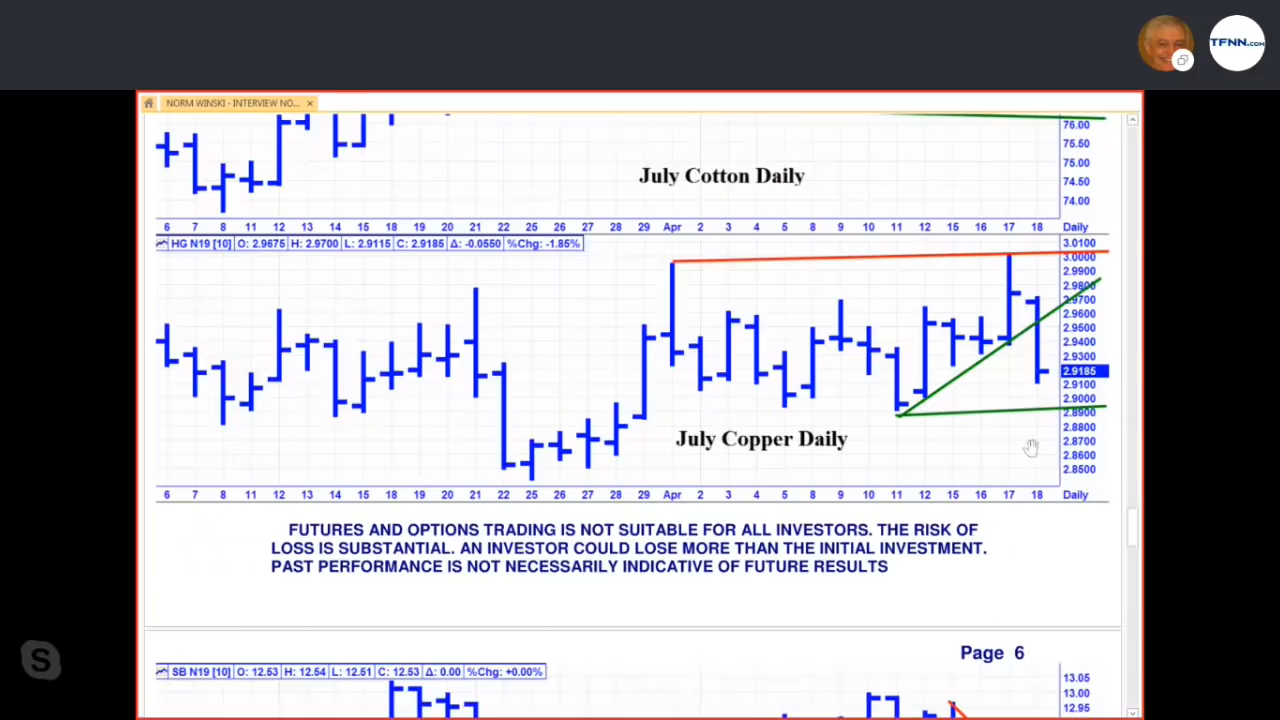 TFNN.COM
NORM WINSKI - INTERVIEW NO... ×
76.00
75.50
75.00
74.50
74.00
July Cotton Daily
6 7 8 11 12 13 14 15 18 19 20 21 22 25 26 27 28 29 Apr 2 3 4 5 8 9 10 11 12 15 16 17 18 Daily
HG N19 [10] O: 2.9675 H: 2.9700 L: 2.9115 C: 2.9185 Δ: -0.0550 %Chg: -1.85%
3.0100
3.0000
2.9900
2.9800
2.9700
2.9600
2.9500
2.9400
2.9300
2.9185
2.9100
2.9000
2.8900
2.8800
2.8700
2.8600
2.8500
July Copper Daily
6 7 8 11 12 13 14 15 18 19 20 21 22 25 26 27 28 29 Apr 2 3 4 5 8 9 10 11 12 15 16 17 18 Daily
FUTURES AND OPTIONS TRADING IS NOT SUITABLE FOR ALL INVESTORS. THE RISK OF
LOSS IS SUBSTANTIAL. AN INVESTOR COULD LOSE MORE THAN THE INITIAL INVESTMENT.
PAST PERFORMANCE IS NOT NECESSARILY INDICATIVE OF FUTURE RESULTS
S
Page 6
SB N19 [10] O: 12.53 H: 12.54 L: 12.51 C: 12.53 Δ: 0.00 %Chg: +0.00%
13.05
13.00
12.95